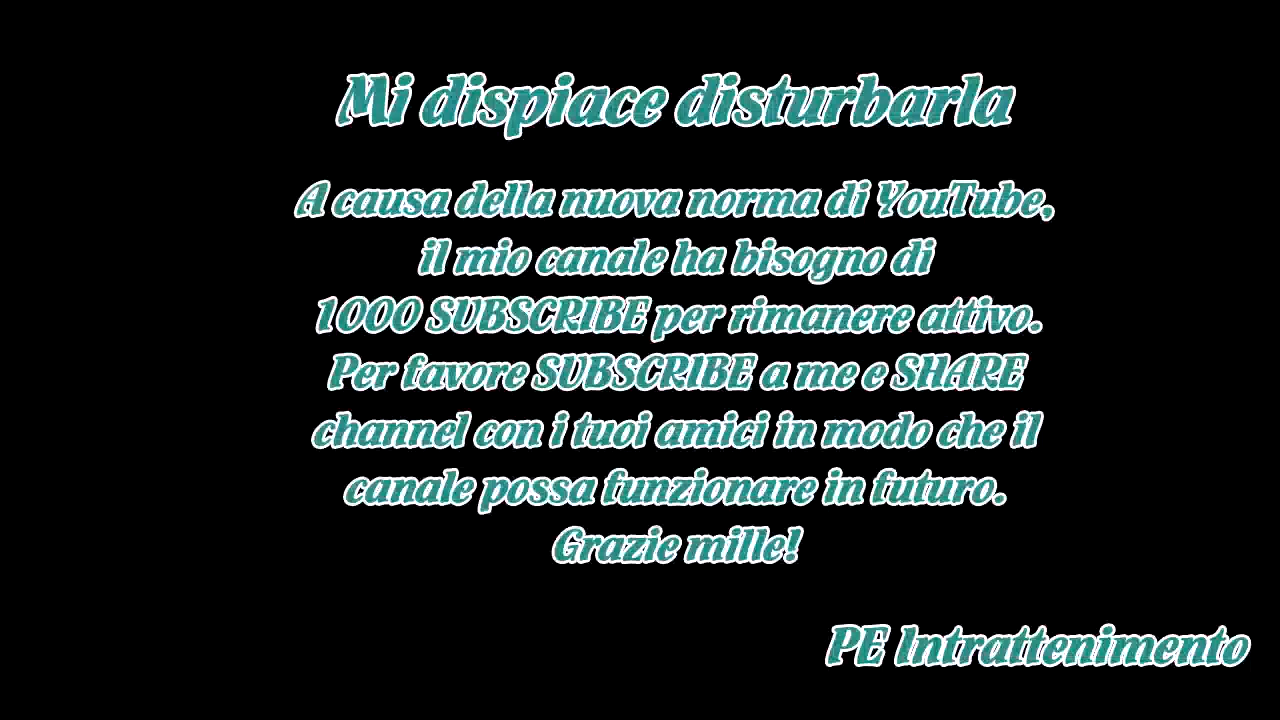 Mi dispiace disturbarla
A causa della nuova norma di YouTube,
il mio canale ha bisogno di
1000 SUBSCRIBE per rimanere attivo.
Per favore SUBSCRIBE a me e SHARE
channel con i tuoi amici in modo che il
canale possa funzionare in futuro.
Grazie mille!
PE Intrattenimento